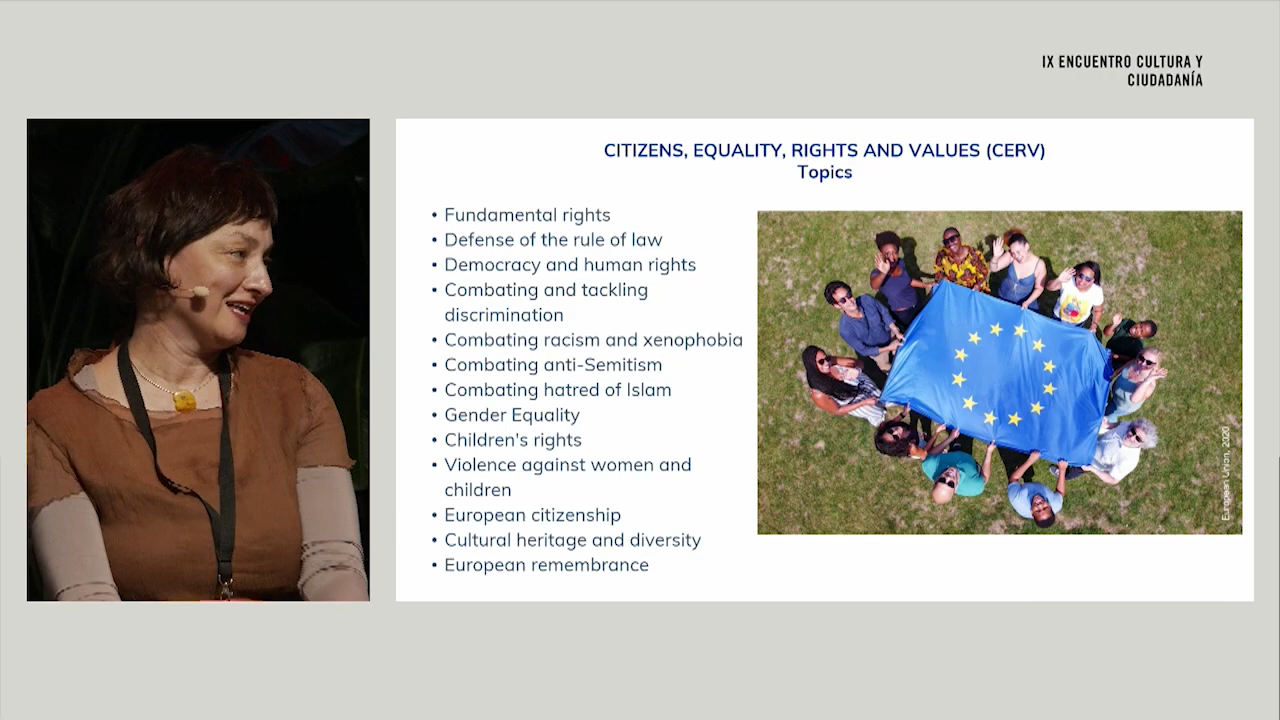 IX ENCUENTRO CULTURA Y
CIUDADANÍA
CITIZENS, EQUALITY, RIGHTS AND VALUES (CERV)
Topics
• Fundamental rights
• Defense of the rule of law
• Democracy and human rights
• Combating and tackling
discrimination
• Combating racism and xenophobia
• Combating anti-Semitism
• Combating hatred of Islam
• Gender Equality
• Children's rights
• Violence against women and
children
• European citizenship
• Cultural heritage and diversity
• European remembrance
European Union, 2020